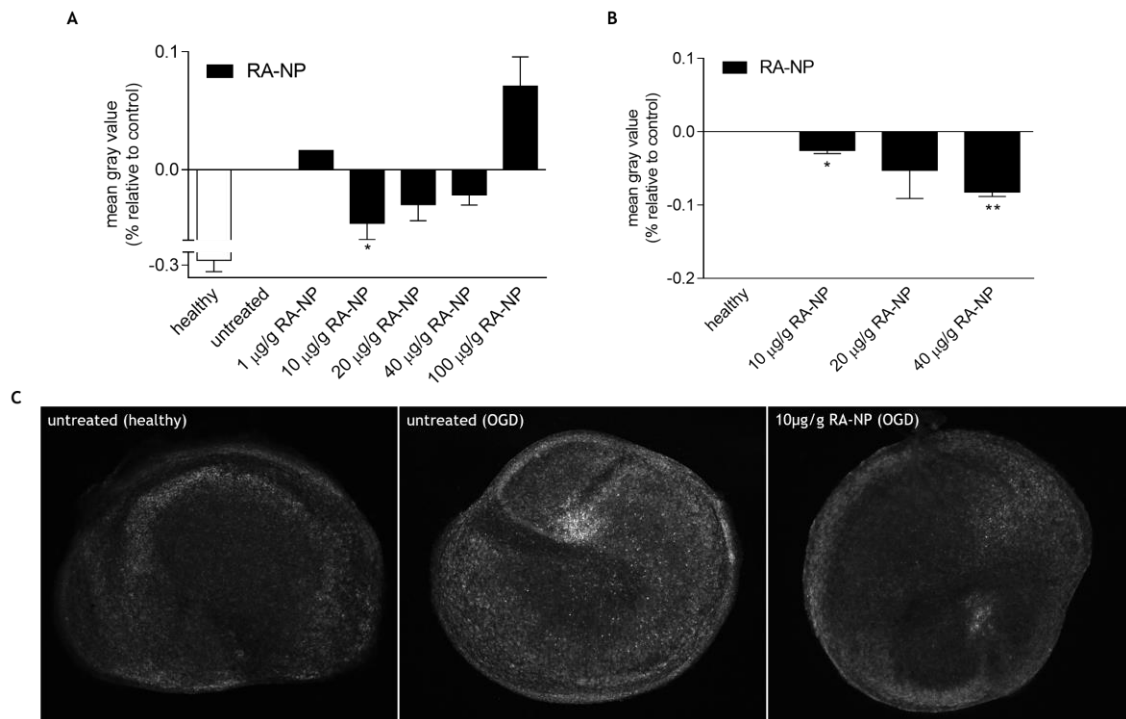 A
mean gray value
(% relative to control)
0.1
0.0
-0.3
RA-NP
*
healthy
untreated
1 µg/g RA-NP
10 µg/g RA-NP
20 µg/g RA-NP
40 µg/g RA-NP
100 µg/g RA-NP
B
mean gray value
(% relative to control)
0.1
0.0
-0.1
-0.2
RA-NP
*
**
healthy
10 µg/g RA-NP
20 µg/g RA-NP
40 µg/g RA-NP
C
untreated (healthy)
untreated (OGD)
10µg/g RA-NP (OGD)